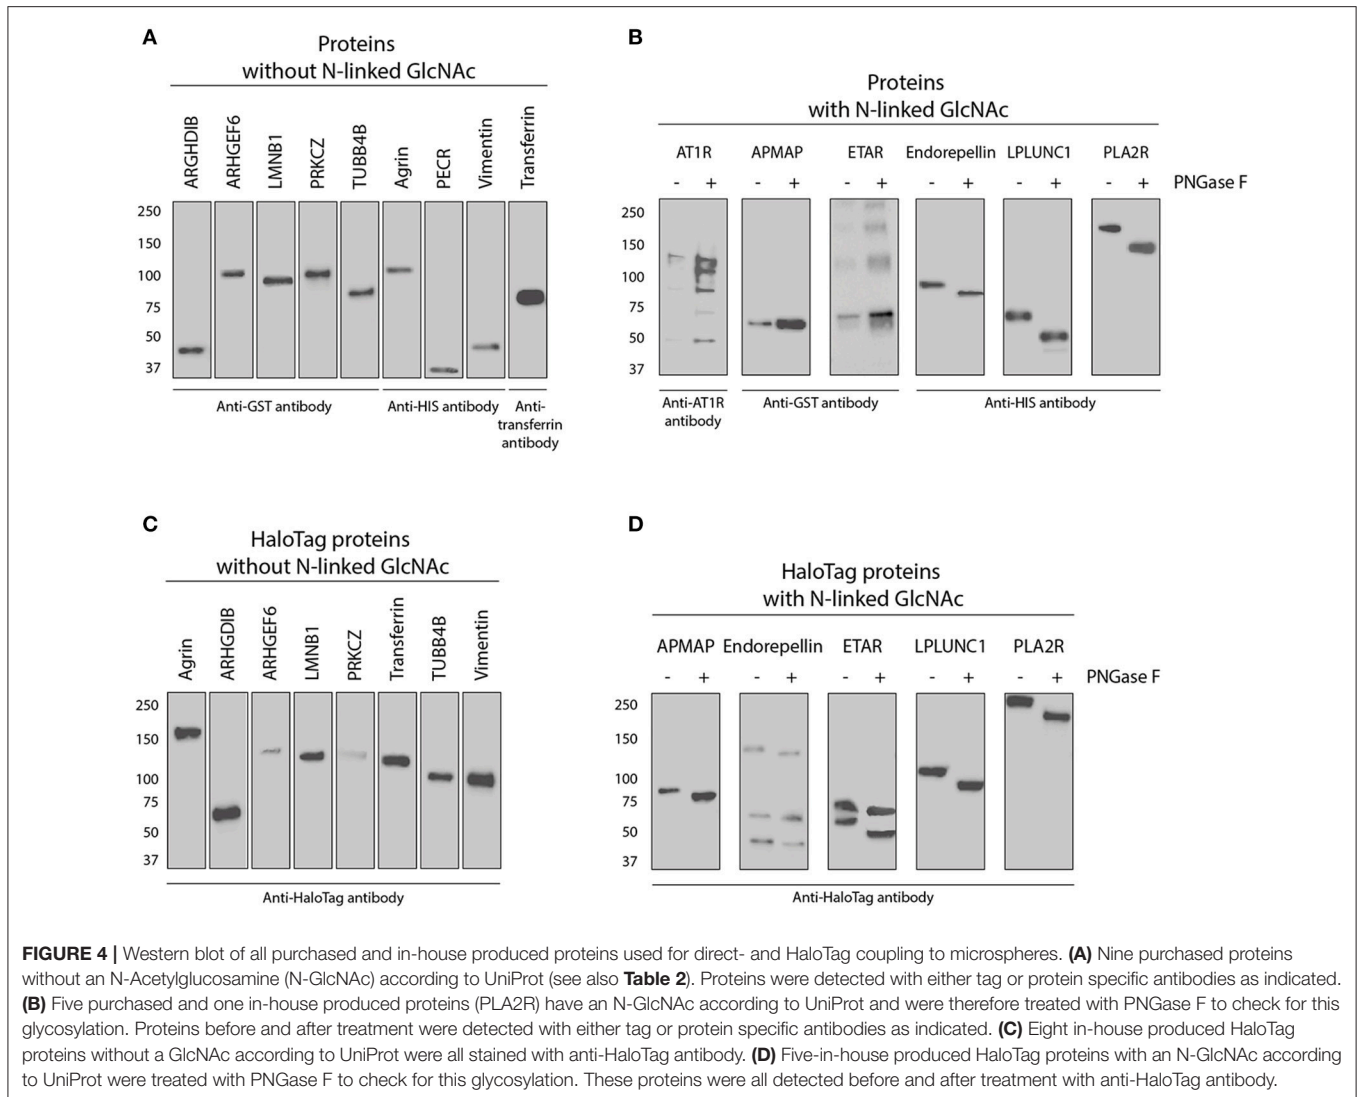 A
Proteins
without N-linked GlcNAc
ARGHDIB
ARHGEF6
LMNB1
PRKCZ
TUBB4B
Agrin
PECR
Vimentin
Transferrin
250
150
100
75
50
37
Anti-GST antibody
Anti-HIS antibody
Anti-
transferrin
antibody
B
Proteins
with N-linked GlcNAc
AT1R APMAP ETAR Endorepellin LPLUNC1 PLA2R
- + - + - + - + - + - + PNGase F
250
150
100
75
50
37
Anti-AT1R
antibody
Anti-GST antibody
Anti-HIS antibody
C
HaloTag proteins
without N-linked GlcNAc
Agrin
ARHGDIB
ARHGEF6
LMNB1
PRKCZ
Transferrin
TUBB4B
Vimentin
250
150
100
75
50
37
Anti-HaloTag antibody
D
HaloTag proteins
with N-linked GlcNAc
APMAP Endorepellin ETAR LPLUNC1 PLA2R
- + - + - + - + - + PNGase F
250
150
100
75
50
37
Anti-HaloTag antibody
FIGURE 4 | Western blot of all purchased and in-house produced proteins used for direct- and HaloTag coupling to microspheres. (A) Nine purchased proteins
without an N-Acetylglucosamine (N-GlcNAc) according to UniProt (see also Table 2). Proteins were detected with either tag or protein specific antibodies as indicated.
(B) Five purchased and one in-house produced proteins (PLA2R) have an N-GlcNAc according to UniProt and were therefore treated with PNGase F to check for this
glycosylation. Proteins before and after treatment were detected with either tag or protein specific antibodies as indicated. (C) Eight in-house produced HaloTag
proteins without a GlcNAc according to UniProt were all stained with anti-HaloTag antibody. (D) Five-in-house produced HaloTag proteins with an N-GlcNAc according
to UniProt were treated with PNGase F to check for this glycosylation. These proteins were all detected before and after treatment with anti-HaloTag antibody.